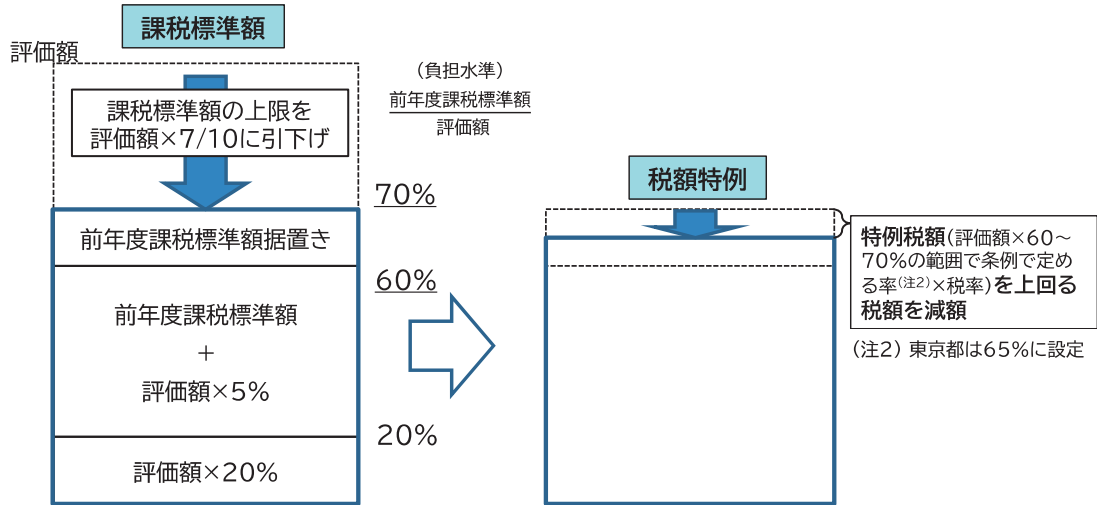 課税標準額
評価額
課税標準額の上限を
評価額×7/10に引下げ
(負担水準)
前年度課税標準額
評価額
70%
前年度課税標準額据置き
60%
前年度課税標準額
+
評価額×5%
20%
評価額×20%
税額特例
特例税額(評価額×60~
70%の範囲で条例で定め
る率(注2)×税率)を上回る
税額を減額
(注2) 東京都は65%に設定